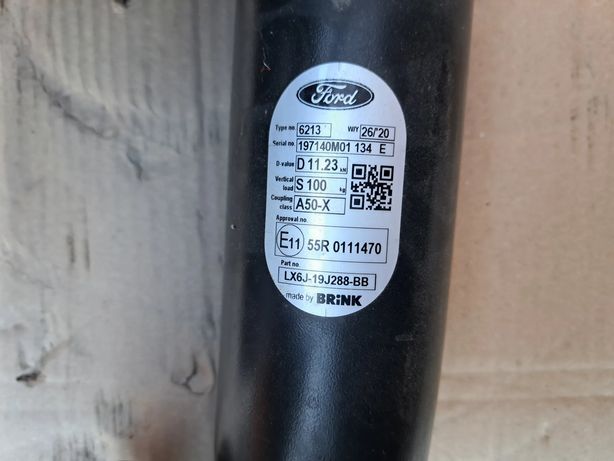 Ford
Type no 6213 W/Y 26/'20
Serial no 197140M01 134 E
D-value D 11.23 kN
Vertical load S 100 kg
Coupling class A50-X
Approval no
E11 55R 0111470
Part no
LX6J-19J288-BB
made by BRiNK